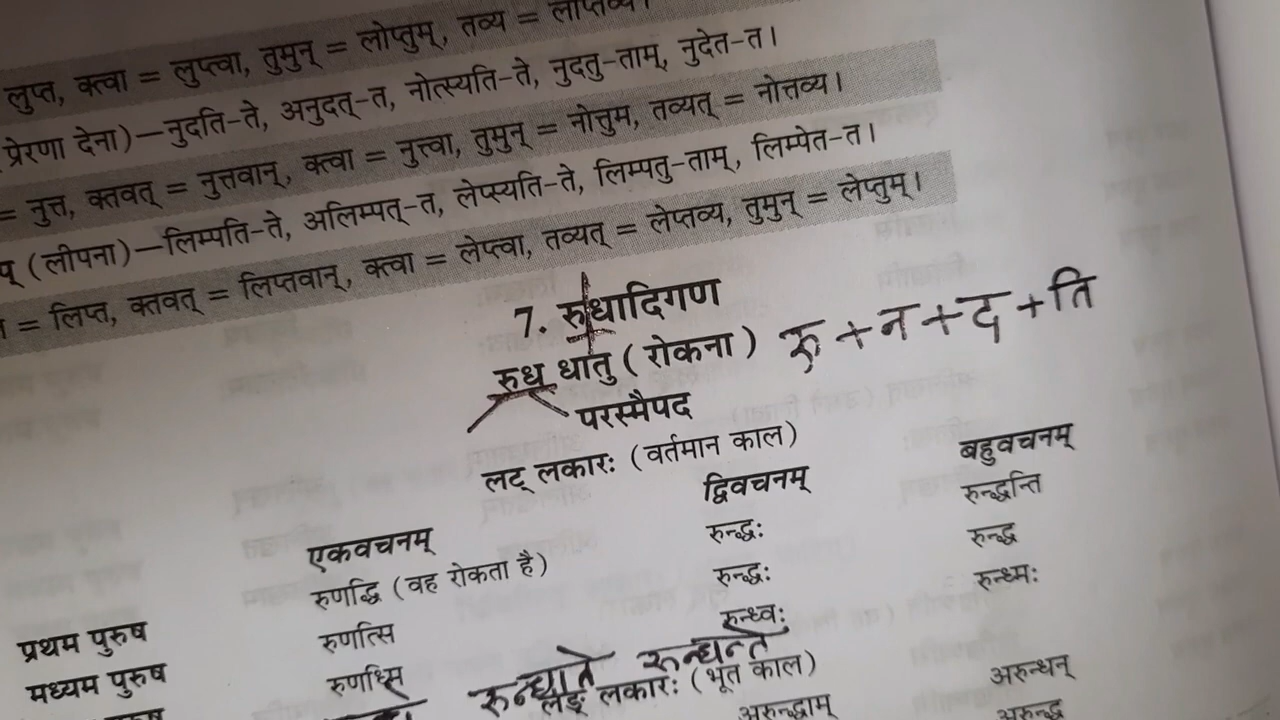 लुप्त, क्त्वा = लुप्त्वा, तुमुन् = लोप्तुम्, तव्य = लोप्तव्य।
प्रेरणा देना)—नुदति-ते, अनुदत्-त, नोत्स्यति-ते, नुदतु-ताम्, नुदेत-त।
= नुत्त, क्तवत् = नुत्तवान्, क्त्वा = नुत्त्वा, तुमुन् = नोत्तुम, तव्यत् = नोत्तव्य।
प् (लीपना)—लिम्पति-ते, अलिम्पत्-त, लेप्स्यति-ते, लिम्पतु-ताम्, लिम्पेत-त।
= लिप्त, क्तवत् = लिप्तवान्, क्त्वा = लेप्त्वा, तव्यत् = लेप्तव्य, तुमुन् = लेप्तुम्।
7. रुधादिगण
रुध् धातु (रोकना) रु + न + द + ति
परस्मैपद
लट् लकारः (वर्तमान काल)
एकवचनम् द्विवचनम् बहुवचनम्
प्रथम पुरुष रुणद्धि (वह रोकता है) रुन्द्धः रुन्द्धन्ति
मध्यम पुरुष रुणत्सि रुन्द्धः रुन्द्ध
रुणध्मि रुन्ध्वः रुन्ध्मः
रुन्धाते रुन्धन्ते
लङ् लकारः (भूत काल)
अरुन्द्धाम् अरुन्धन्
अरुन्द्ध